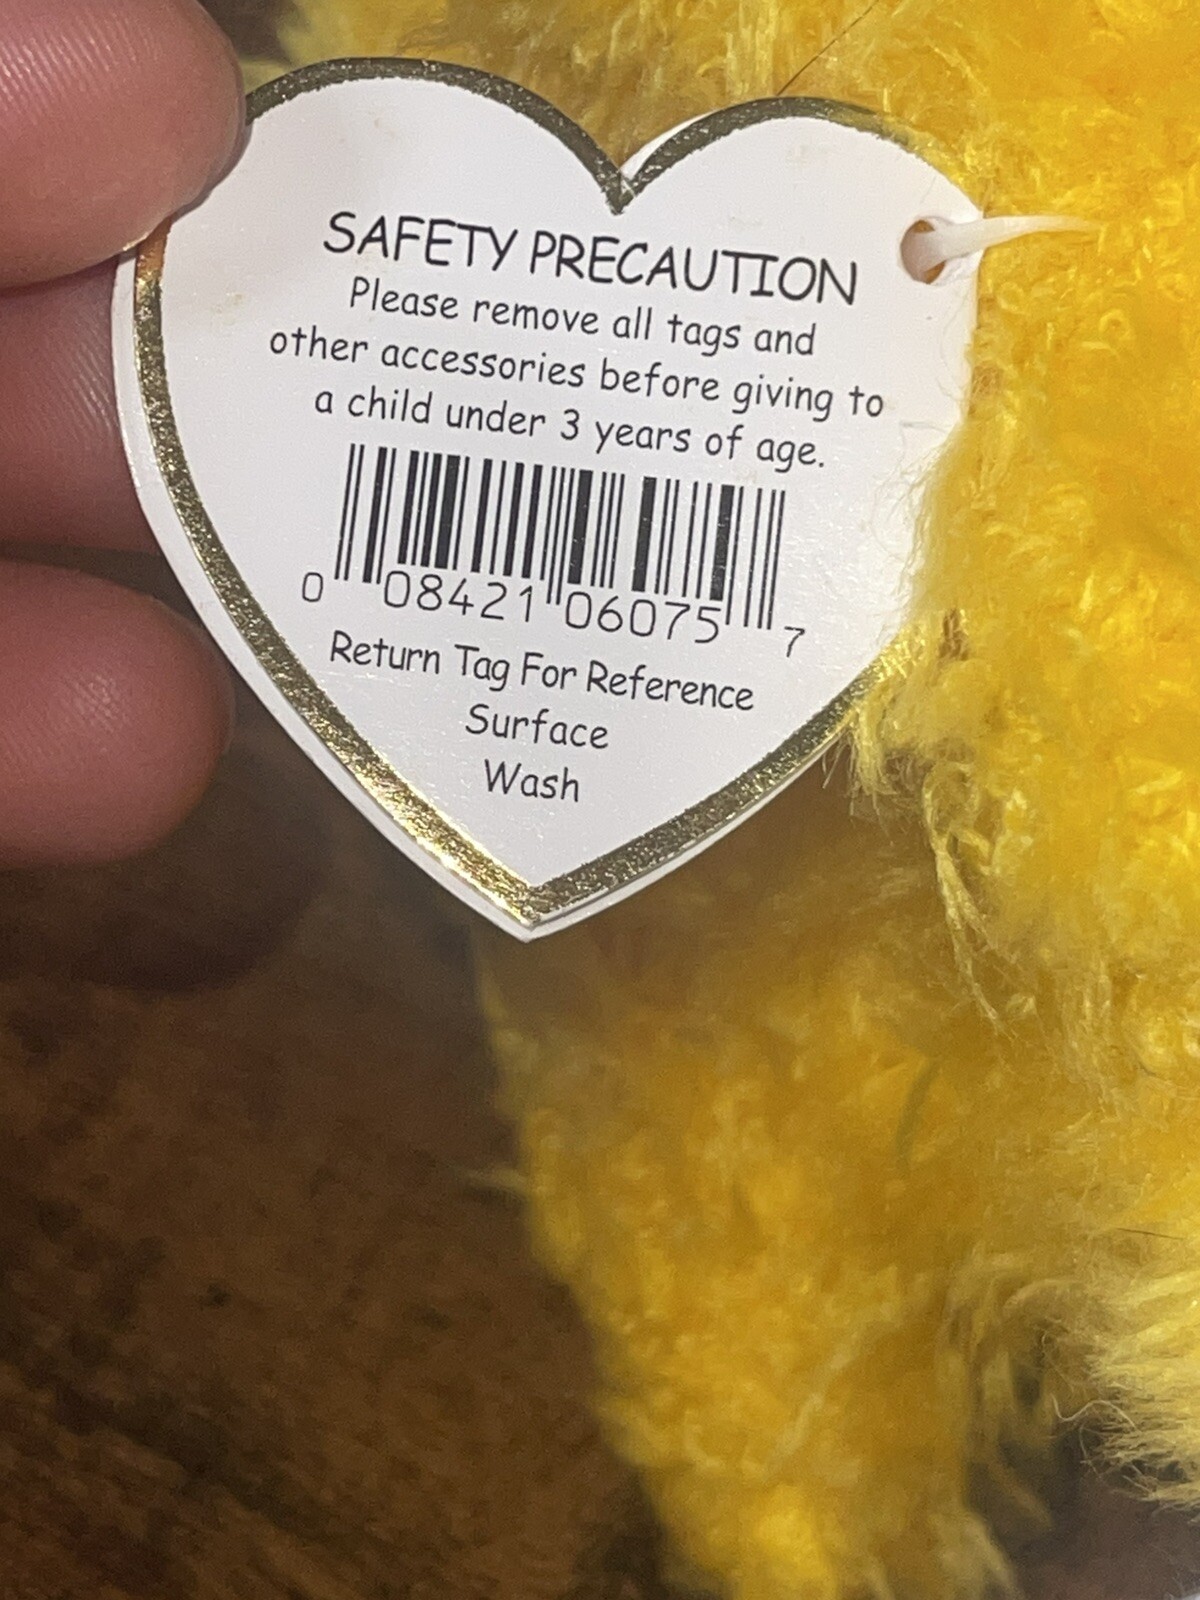 SAFETY PRECAUTION
Please remove all tags and
other accessories before giving to
a child under 3 years of age.
0 08421 06075 7
Return Tag For Reference
Surface
Wash